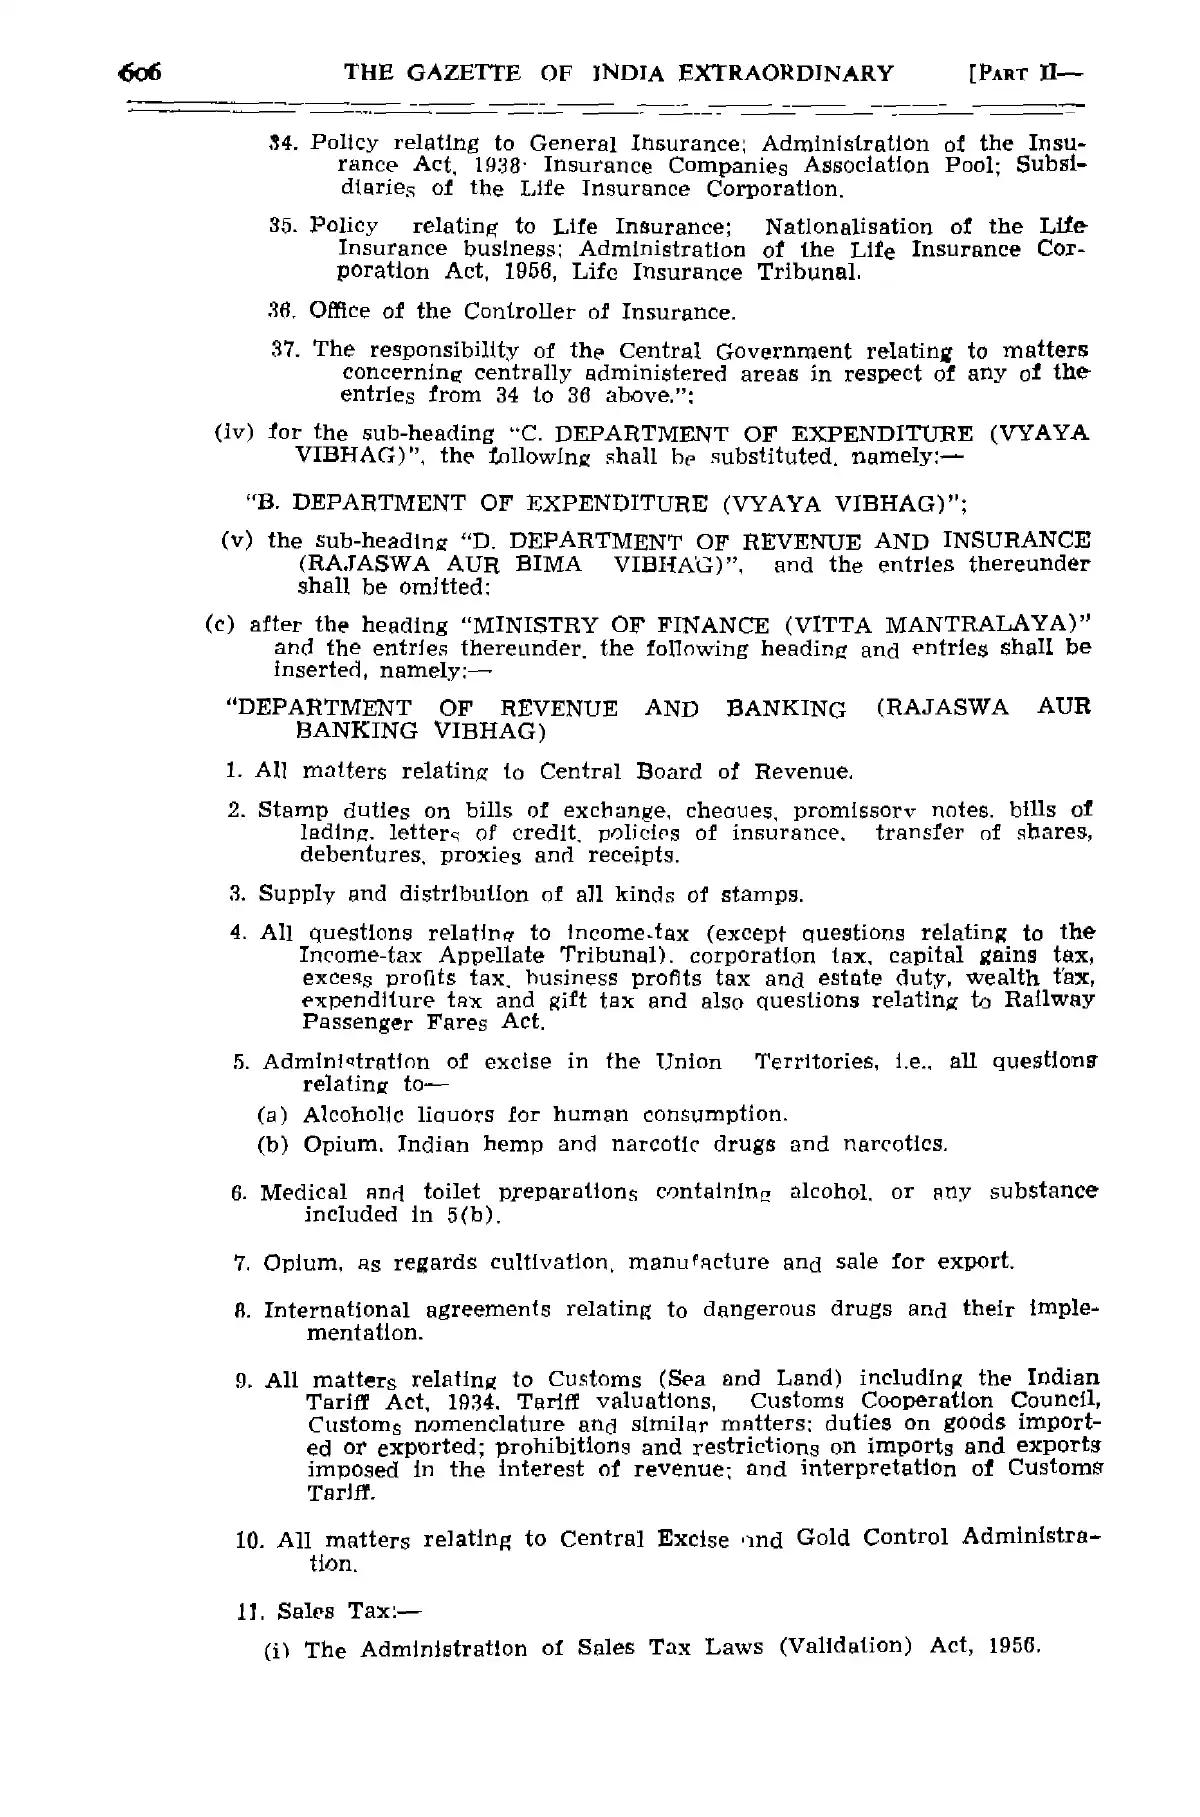 606 THE GAZETTE OF INDIA EXTRAORDINARY [PART II—
34. Policy relating to General Insurance; Administration of the Insu-
rance Act, 1938· Insurance Companies Association Pool; Subsi-
diaries of the Life Insurance Corporation.
35. Policy relating to Life Insurance; Nationalisation of the Life
Insurance business; Administration of the Life Insurance Cor-
poration Act, 1956, Life Insurance Tribunal.
36. Office of the Controller of Insurance.
37. The responsibility of the Central Government relating to matters
concerning centrally administered areas in respect of any of the
entries from 34 to 36 above.";
(iv) for the sub-heading "C. DEPARTMENT OF EXPENDITURE (VYAYA
VIBHAG)", the following shall be substituted, namely:—
"B. DEPARTMENT OF EXPENDITURE (VYAYA VIBHAG)";
(v) the sub-heading "D. DEPARTMENT OF REVENUE AND INSURANCE
(RAJASWA AUR BIMA VIBHAG)", and the entries thereunder
shall be omitted;
(c) after the heading "MINISTRY OF FINANCE (VITTA MANTRALAYA)"
and the entries thereunder, the following heading and entries shall be
inserted, namely:—
"DEPARTMENT OF REVENUE AND BANKING (RAJASWA AUR
BANKING VIBHAG)
1. All matters relating to Central Board of Revenue.
2. Stamp duties on bills of exchange, cheques, promissory notes, bills of
lading, letters of credit, policies of insurance, transfer of shares,
debentures, proxies and receipts.
3. Supply and distribution of all kinds of stamps.
4. All questions relating to income-tax (except questions relating to the
Income-tax Appellate Tribunal), corporation tax, capital gains tax,
excess profits tax, business profits tax and estate duty, wealth tax,
expenditure tax and gift tax and also questions relating to Railway
Passenger Fares Act.
5. Administration of excise in the Union Territories, i.e., all questions
relating to—
(a) Alcoholic liquors for human consumption.
(b) Opium, Indian hemp and narcotic drugs and narcotics.
6. Medical and toilet preparations containing alcohol, or any substance
included in 5(b).
7. Opium, as regards cultivation, manufacture and sale for export.
8. International agreements relating to dangerous drugs and their imple-
mentation.
9. All matters relating to Customs (Sea and Land) including the Indian
Tariff Act, 1934, Tariff valuations, Customs Cooperation Council,
Customs nomenclature and similar matters; duties on goods import-
ed or exported; prohibitions and restrictions on imports and exports
imposed in the interest of revenue; and interpretation of Customs
Tariff.
10. All matters relating to Central Excise and Gold Control Administra-
tion.
11. Sales Tax:—
(i) The Administration of Sales Tax Laws (Validation) Act, 1956.